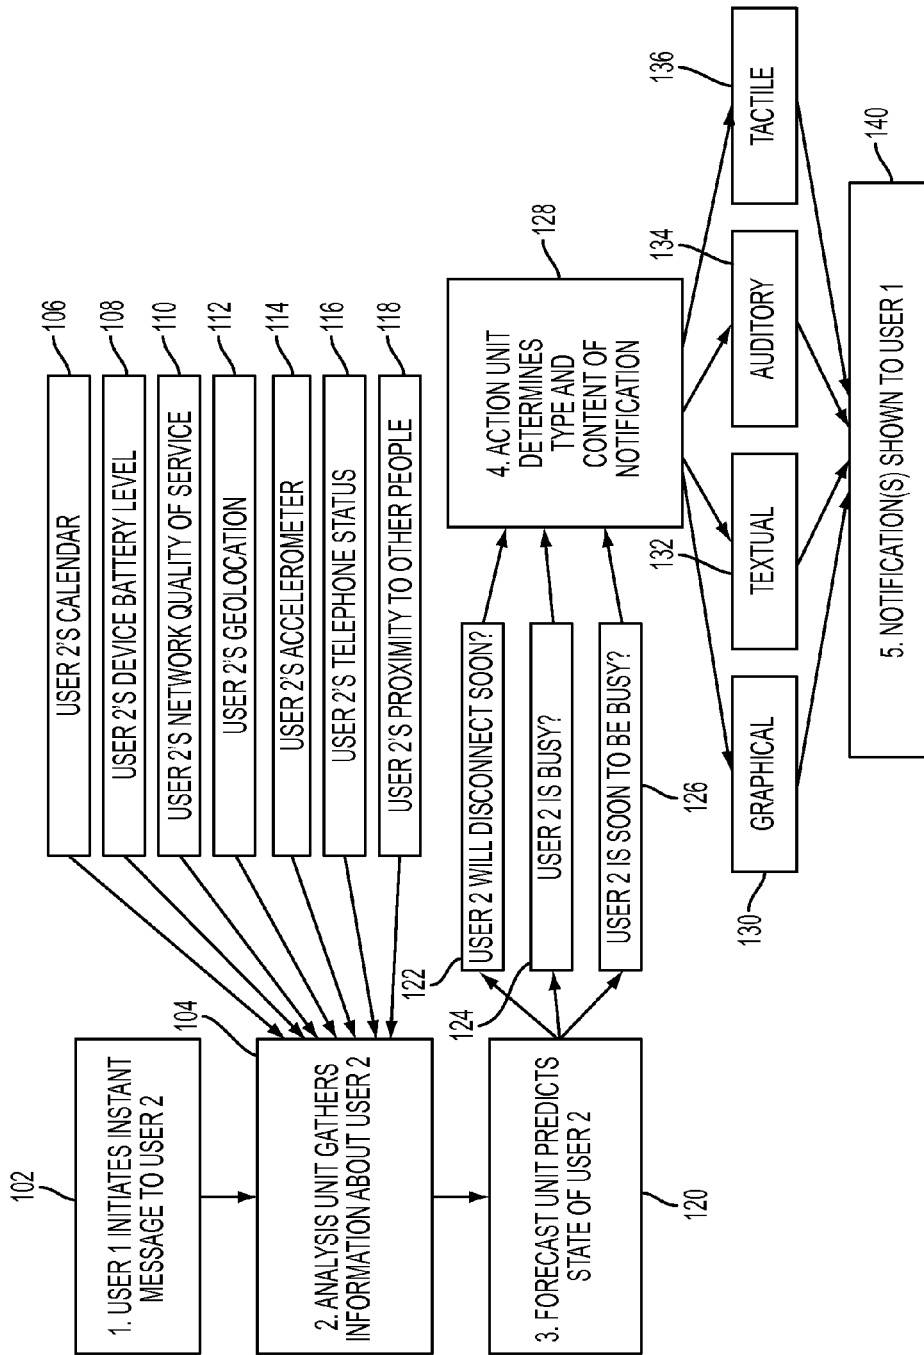 102
1. USER 1 INITIATES INSTANT
MESSAGE TO USER 2
104
2. ANALYSIS UNIT GATHERS
INFORMATION ABOUT USER 2
USER 2'S CALENDAR
106
USER 2'S DEVICE BATTERY LEVEL
108
USER 2'S NETWORK QUALITY OF SERVICE
110
USER 2'S GEOLOCATION
112
USER 2'S ACCELEROMETER
114
USER 2'S TELEPHONE STATUS
116
USER 2'S PROXIMITY TO OTHER PEOPLE
118
3. FORECAST UNIT PREDICTS
STATE OF USER 2
120
122
USER 2 WILL DISCONNECT SOON?
124
USER 2 IS BUSY?
USER 2 IS SOON TO BE BUSY?
126
128
4. ACTION UNIT
DETERMINES
TYPE AND
CONTENT OF
NOTIFICATION
130
GRAPHICAL
132
TEXTUAL
134
AUDITORY
136
TACTILE
140
5. NOTIFICATION(S) SHOWN TO USER 1